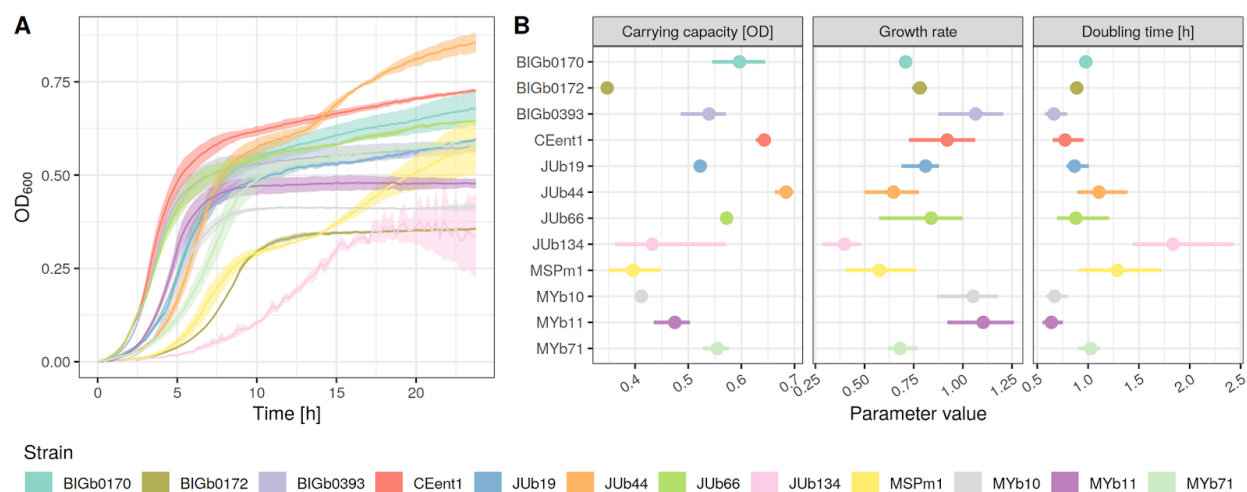 A
B
OD600
0.75
0.50
0.25
0.00
0
5
10
15
20
Time [h]
Carrying capacity [OD]
Growth rate
Doubling time [h]
BIGb0170
BIGb0172
BIGb0393
CEent1
JUb19
JUb44
JUb66
JUb134
MSPm1
MYb10
MYb11
MYb71
0.4 0.5 0.6 0.7
0.25 0.50 0.75 1.00 1.25
0.5 1.0 1.5 2.0 2.5
Parameter value
Strain
BIGb0170 BIGb0172 BIGb0393 CEent1 JUb19 JUb44 JUb66 JUb134 MSPm1 MYb10 MYb11 MYb71